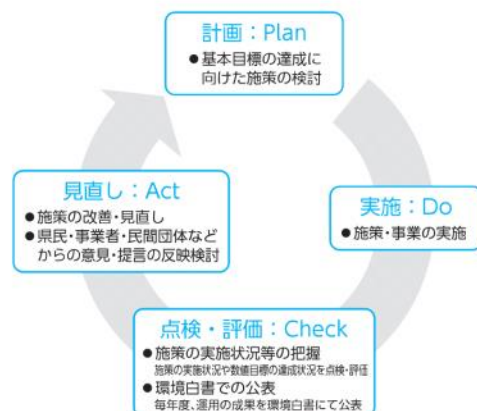 計画：Plan
●基本目標の達成に
向けた施策の検討
実施：Do
●施策・事業の実施
点検・評価：Check
●施策の実施状況等の把握
施策の実施状況や数値目標の達成状況を点検・評価
●環境白書での公表
毎年度、運用の成果を環境白書にて公表
見直し：Act
●施策の改善・見直し
●県民・事業者・民間団体など
からの意見・提言の反映検討